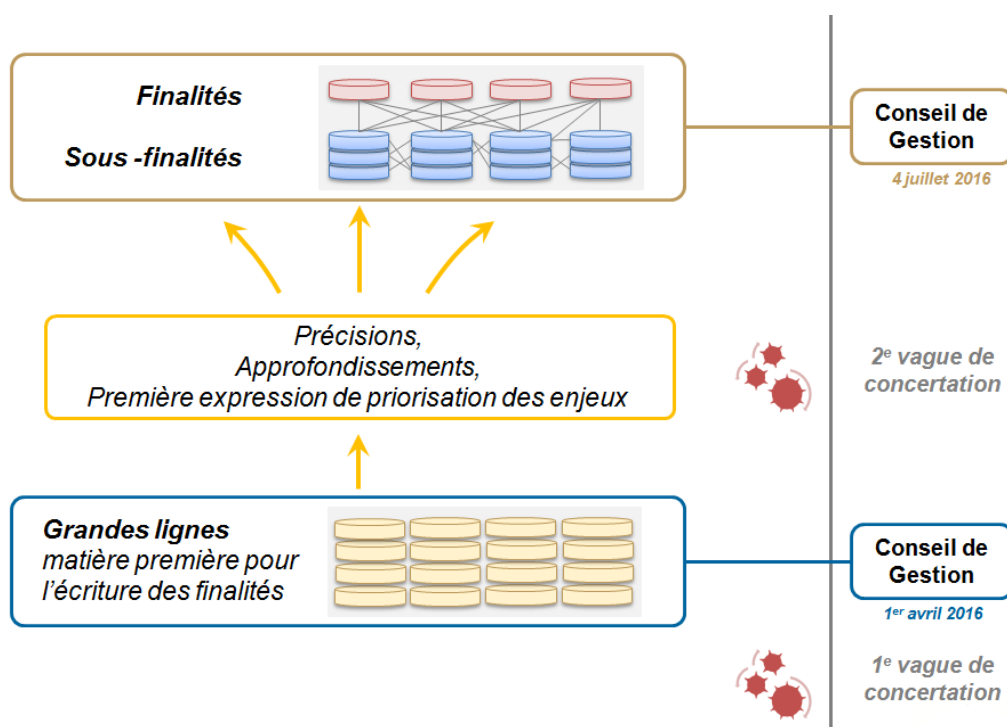 Finalités
Sous -finalités
Conseil de
Gestion
4 juillet 2016
Précisions,
Approfondissements,
Première expression de priorisation des enjeux
2e vague de
concertation
Grandes lignes
matière première pour
l'écriture des finalités
Conseil de
Gestion
1er avril 2016
1e vague de
concertation